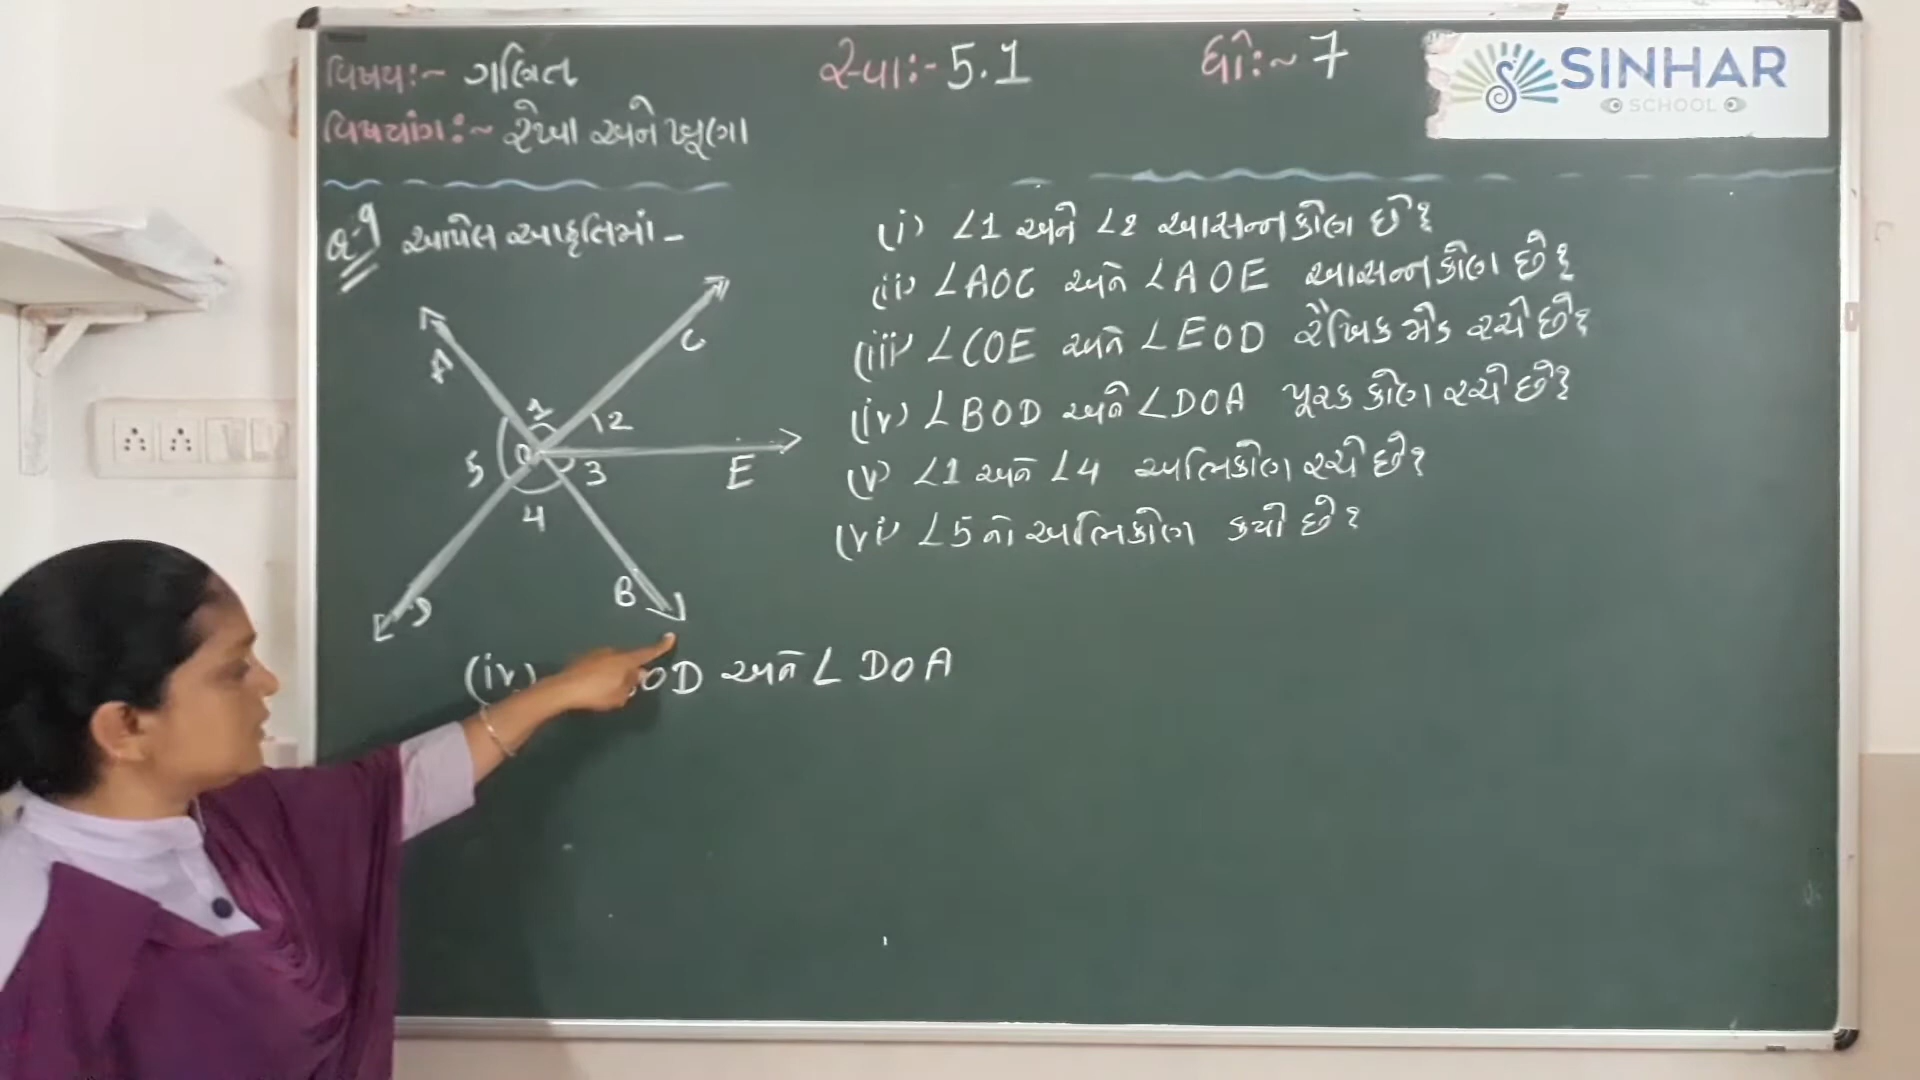 વિષય:~ ગણિત
સ્વા:- 5.1
ધો:~ 7
SINHAR
SCHOOL
વિષયાંગ:~ રેખા અને ખૂણા
Q-1 આપેલ આકૃતિમાં -
(i) ∠1 અને ∠2 આસન્નકોણ છે?
(ii) ∠AOC અને ∠AOE આસન્નકોણ છે?
(iii) ∠COE અને ∠EOD રૈખિક જોડ રચે છે?
(iv) ∠BOD અને ∠DOA પૂરક કોણ રચે છે?
(v) ∠1 અને ∠4 અભિકોણ રચે છે?
(vi) ∠5 નો અભિકોણ કયો છે?
A
C
1
2
O
E
5
3
4
B
D
(iv) OD અને ∠ DOA